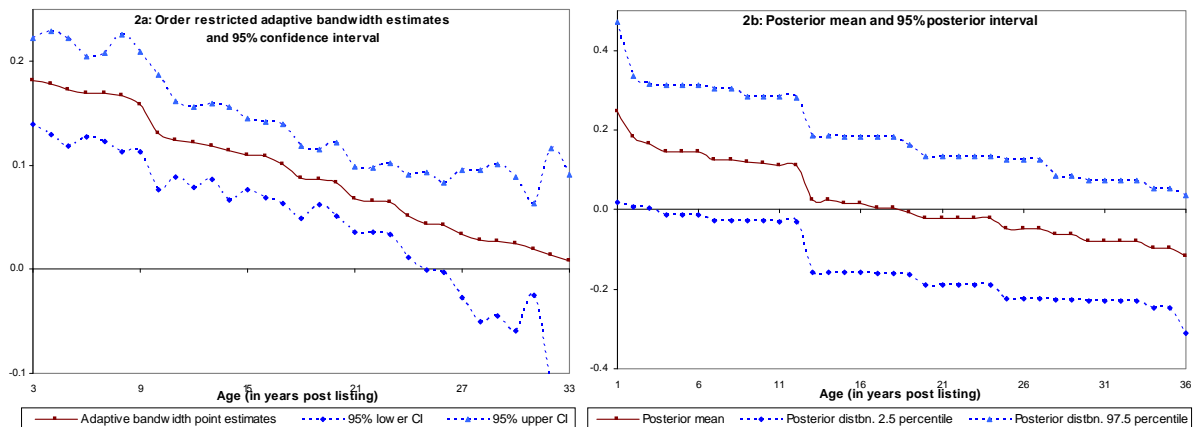 2a: Order restricted adaptive bandwidth estimates
and 95% confidence interval
0.2
0.1
0.0
-0.1
3 9 15 21 27 33
Age (in years post listing)
Adaptive bandwidth point estimates 95% lower CI 95% upper CI
2b: Posterior mean and 95% posterior interval
0.4
0.2
0.0
-0.2
-0.4
1 6 11 16 21 26 31 36
Age (in years post listing)
Posterior mean Posterior distbn. 2.5 percentile Posterior distbn. 97.5 percentile